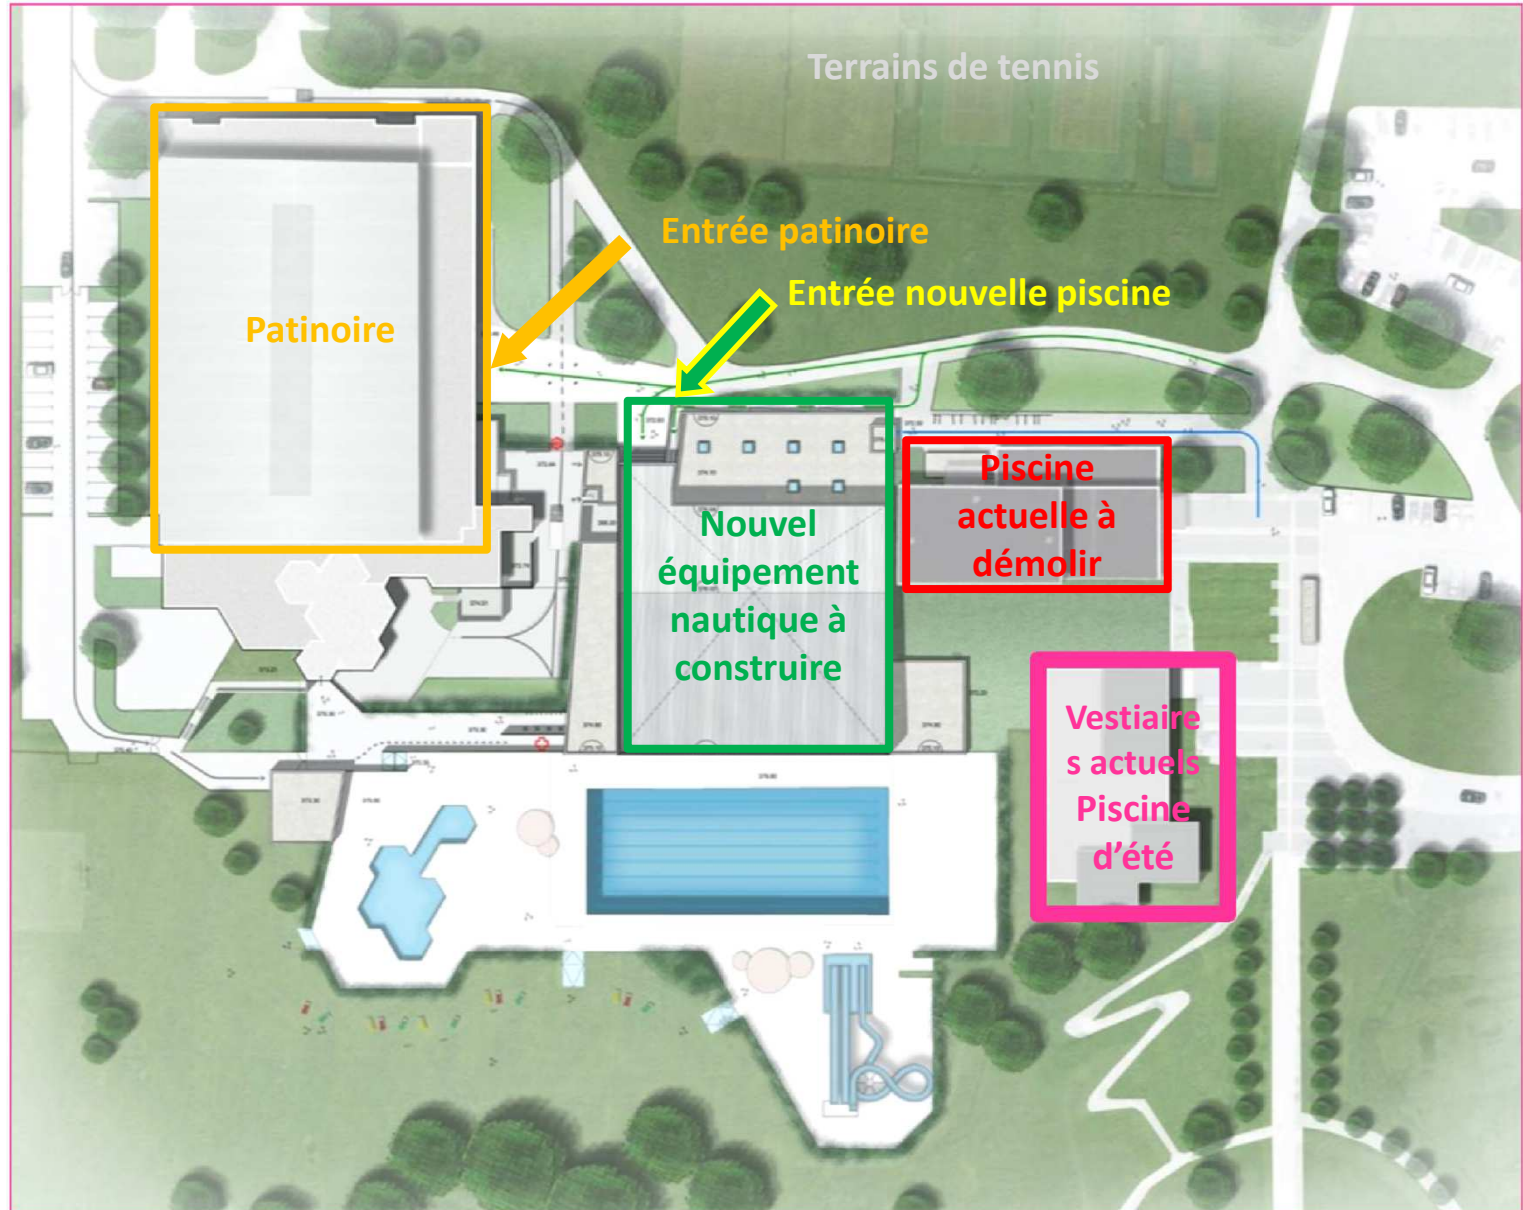 Terrains de tennis
Entrée patinoire
Entrée nouvelle piscine
Patinoire
Piscine
actuelle à
démolir
Nouvel
équipement
nautique à
construire
Vestiaire
s actuels
Piscine
d'été